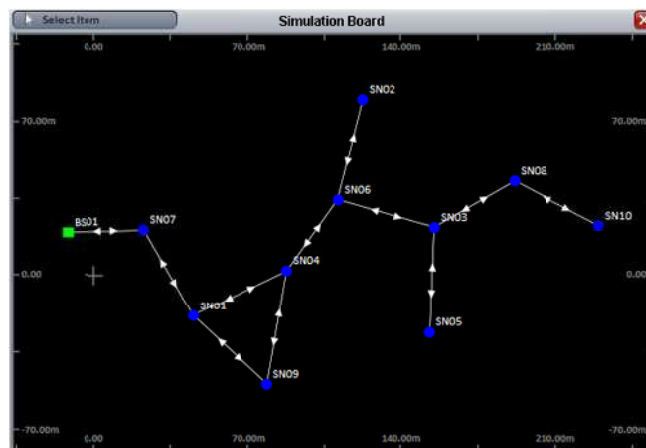 Select Item
Simulation Board
0.00 70.00m 140.00m 210.00m
SN02
70.00m 70.00m
SN08
SN06
BS01 SN07 SN03 SN10
SN04
0.00 0.00
SN01
SN05
SN09
-70.00m -70.00m
0.00 70.00m 140.00m 210.00m